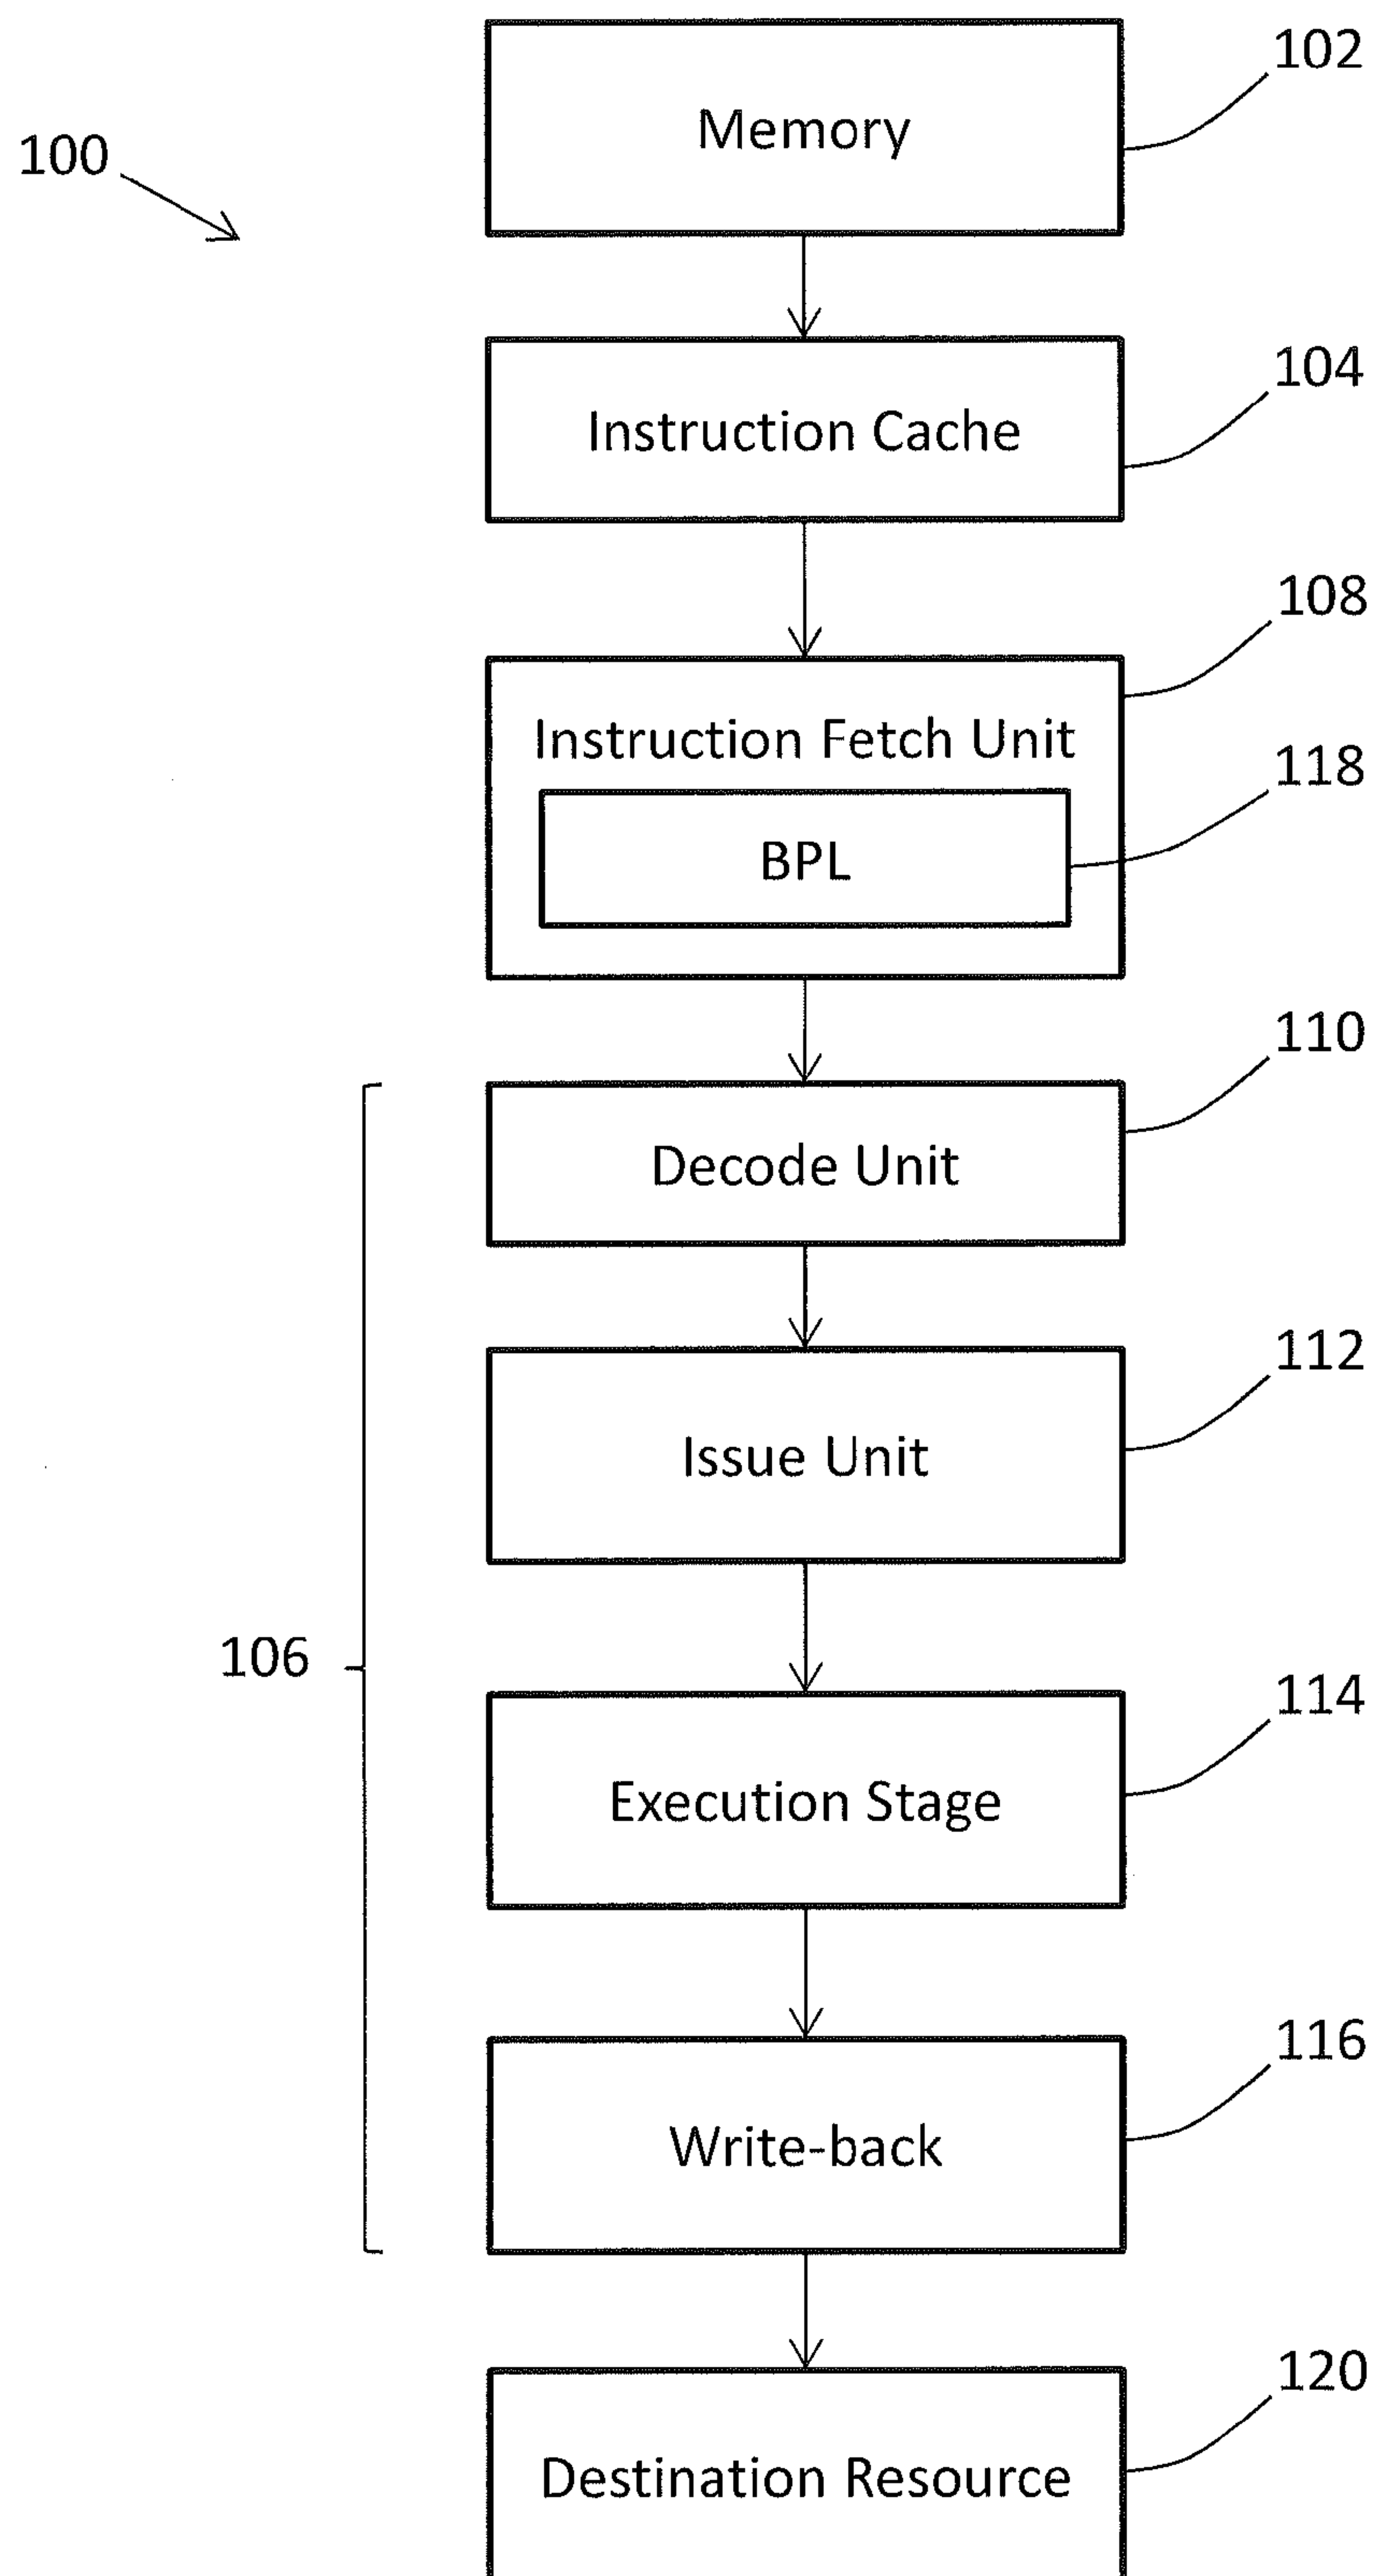 102
Memory
100
104
Instruction Cache
108
Instruction Fetch Unit
118
BPL
110
Decode Unit
112
Issue Unit
106
114
Execution Stage
116
Write-back
120
Destination Resource